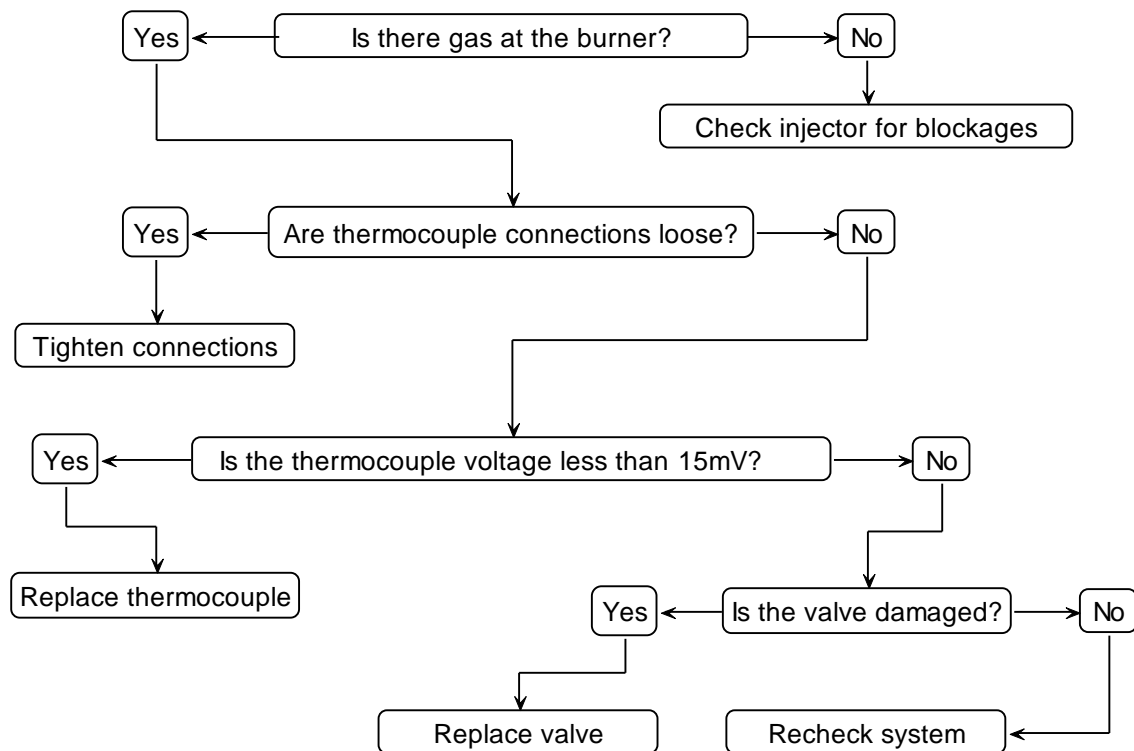 Yes
Is there gas at the burner?
No
Check injector for blockages
Yes
Are thermocouple connections loose?
No
Tighten connections
Yes
Is the thermocouple voltage less than 15mV?
No
Replace thermocouple
Yes
Is the valve damaged?
No
Replace valve
Recheck system